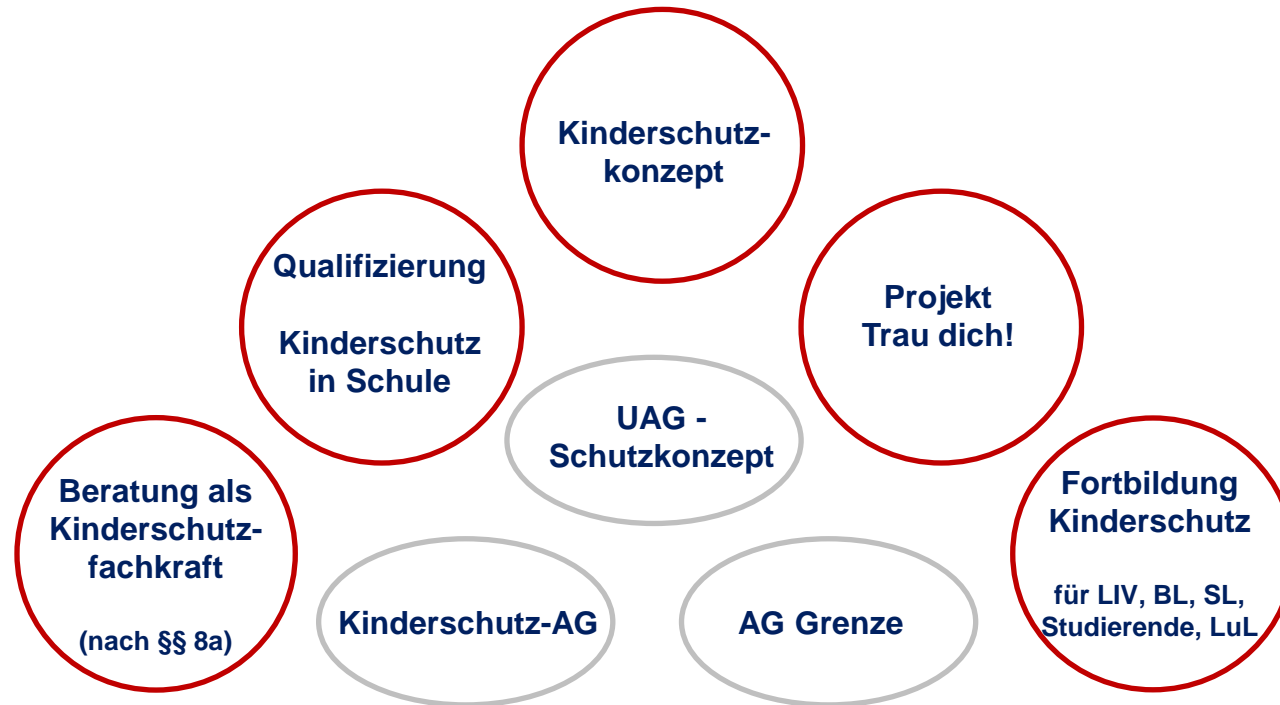 Kinderschutz-
konzept
Qualifizierung
Kinderschutz
in Schule
Projekt
Trau dich!
UAG -
Schutzkonzept
Beratung als
Kinderschutz-
fachkraft
(nach §§ 8a)
Fortbildung
Kinderschutz
für LIV, BL, SL,
Studierende, LuL
Kinderschutz-AG
AG Grenze